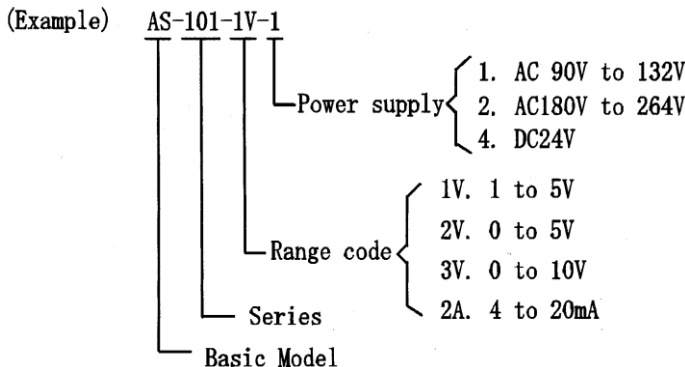 (Example) AS-101-1V-1
1. AC 90V to 132V
Power supply 2. AC180V to 264V
4. DC24V
1V. 1 to 5V
2V. 0 to 5V
Range code
3V. 0 to 10V
2A. 4 to 20mA
Series
Basic Model